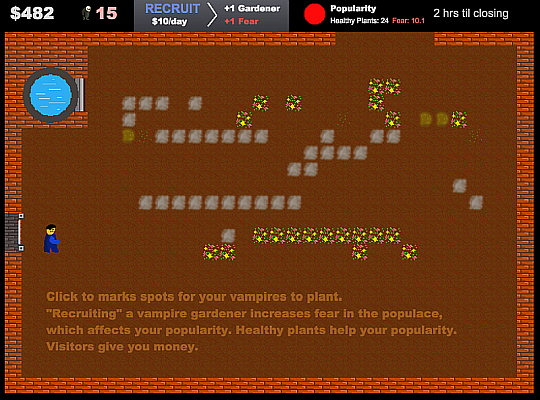 $482
15
RECRUIT
$10/day
+1 Gardener
+1 Fear
Popularity
Healthy Plants: 24 Fear: 10.1
2 hrs til closing
Click to marks spots for your vampires to plant.
"Recruiting" a vampire gardener increases fear in the populace,
which affects your popularity. Healthy plants help your popularity.
Visitors give you money.